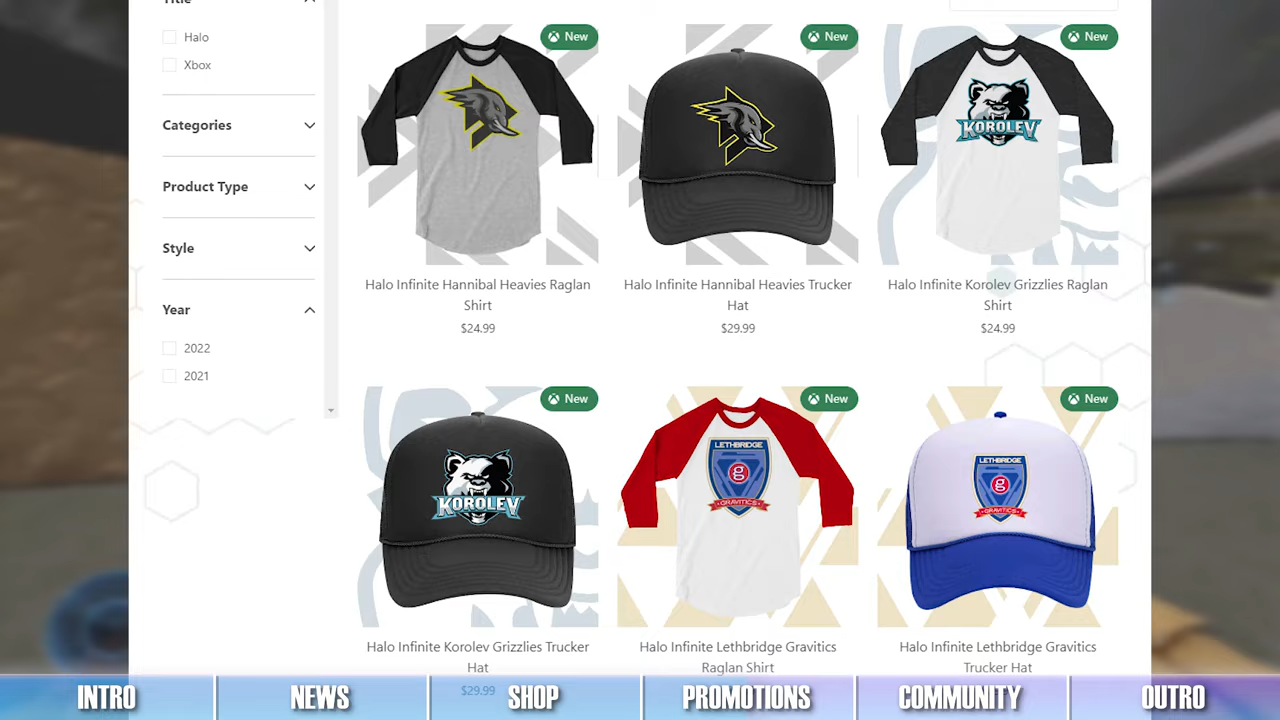 Title
Halo
Xbox
Categories
Product Type
Style
Year
2022
2021
New
New
New
KOROLEV
Halo Infinite Hannibal Heavies Raglan
Shirt
$24.99
Halo Infinite Hannibal Heavies Trucker
Hat
$29.99
Halo Infinite Korolev Grizzlies Raglan
Shirt
$24.99
New
New
New
KOROLEV
LETHBRIDGE
g
GRAVITICS
LETHBRIDGE
g
GRAVITICS
Halo Infinite Korolev Grizzlies Trucker
Hat
$29.99
Halo Infinite Lethbridge Gravitics
Raglan Shirt
Halo Infinite Lethbridge Gravitics
Trucker Hat
INTRO
NEWS
SHOP
PROMOTIONS
COMMUNITY
OUTRO